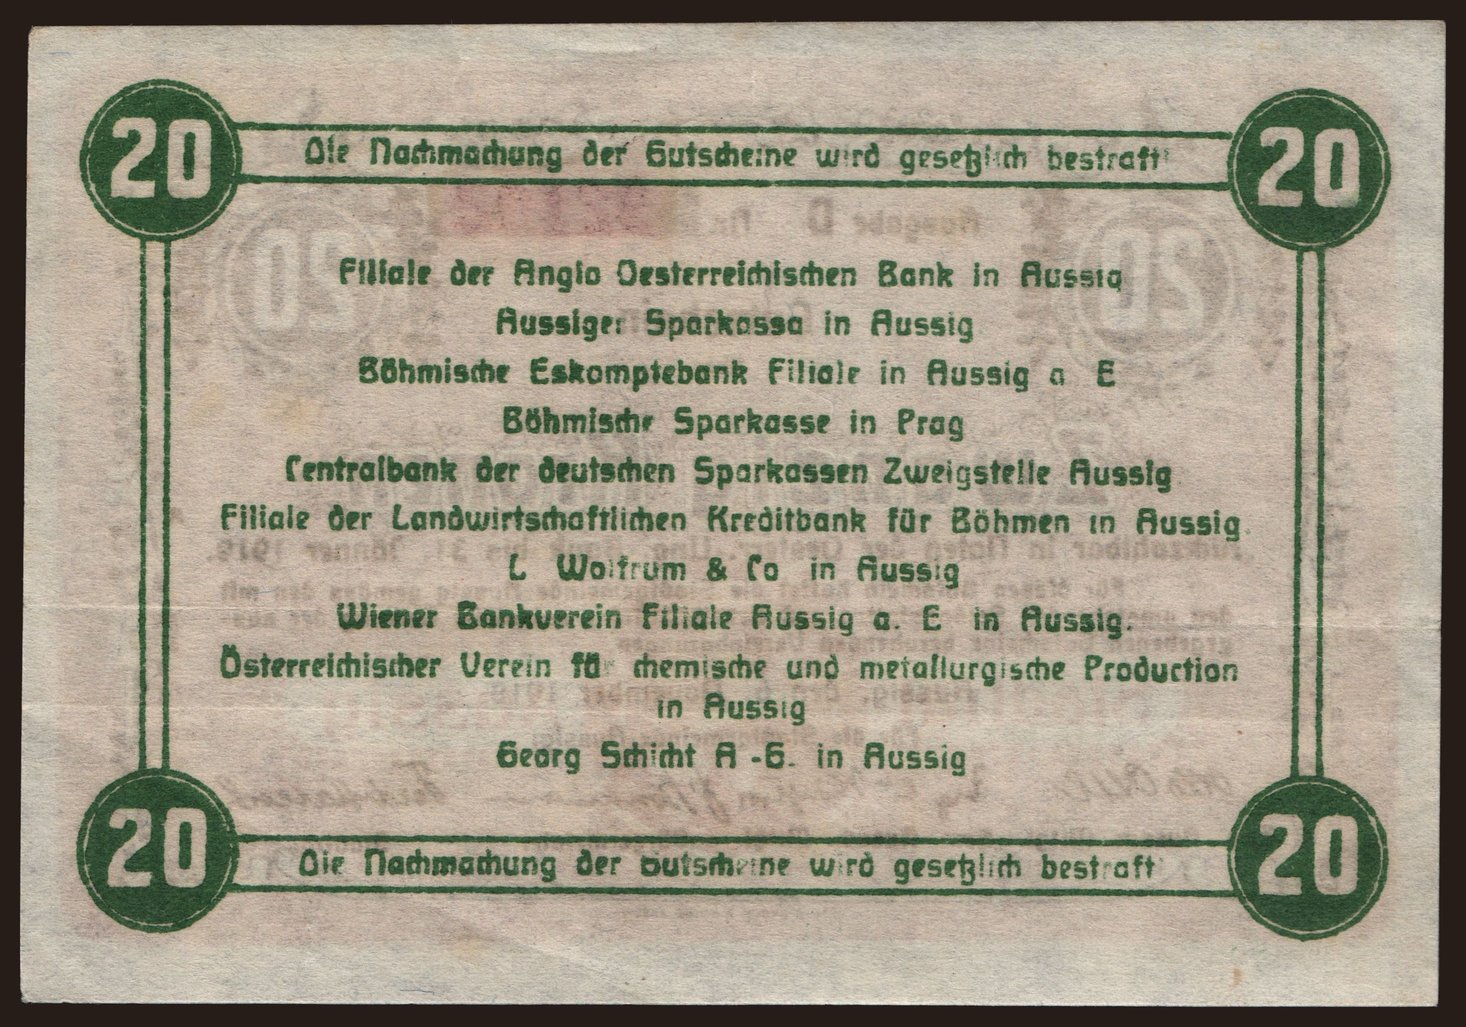 20 Die Nachmachung der Gutscheine wird gesetzlich bestraft! 20
Ausgabe D Nr.
Filiale der Anglo Oesterreichischen Bank in Aussig
Aussiger Sparkassa in Aussig
Böhmische Eskomptebank Filiale in Aussig a E
Böhmische Sparkasse in Prag
Centralbank der deutschen Sparkassen Zweigstelle Aussig
Filiale der Landwirtschaftlichen Kreditbank für Böhmen in Aussig.
L Wolfrum & Co in Aussig
Wiener Bankverein Filiale Aussig a. E in Aussig.
Österreichischer Verein für chemische und metallurgische Production
in Aussig
Georg Schicht A -G. in Aussig
20 Die Nachmachung der Gutscheine wird gesetzlich bestraft! 20